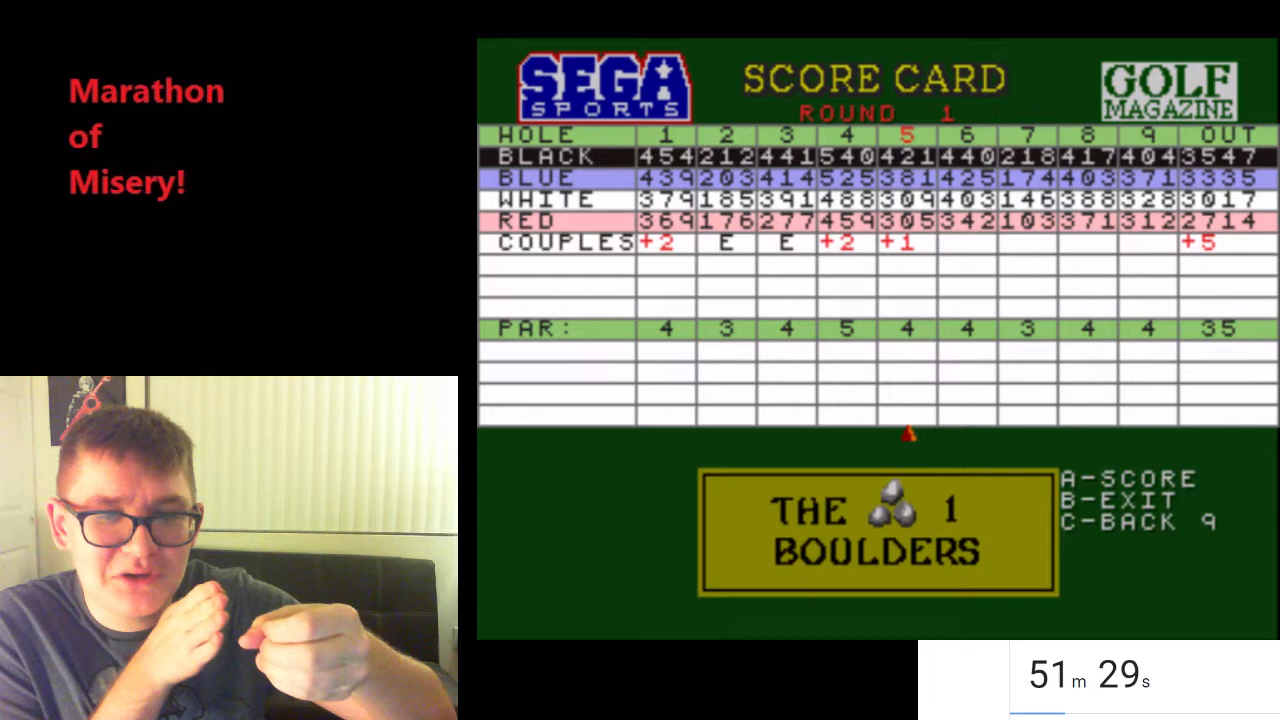 Marathon
of
Misery!
SEGA
SPORTS
SCORE CARD
ROUND 1
GOLF
MAGAZINE
HOLE 1 2 3 4 5 6 7 8 9 OUT
BLACK 454 212 441 540 421 440 218 417 404 3547
BLUE 439 203 414 525 381 425 174 403 371 3335
WHITE 379 185 391 488 309 403 146 388 328 3017
RED 369 176 277 459 305 342 103 371 312 2714
COUPLES +2 E E +2 +1 +5
PAR: 4 3 4 5 4 4 3 4 4 35
THE 1
BOULDERS
A-SCORE
B-EXIT
C-BACK 9
51m 29s